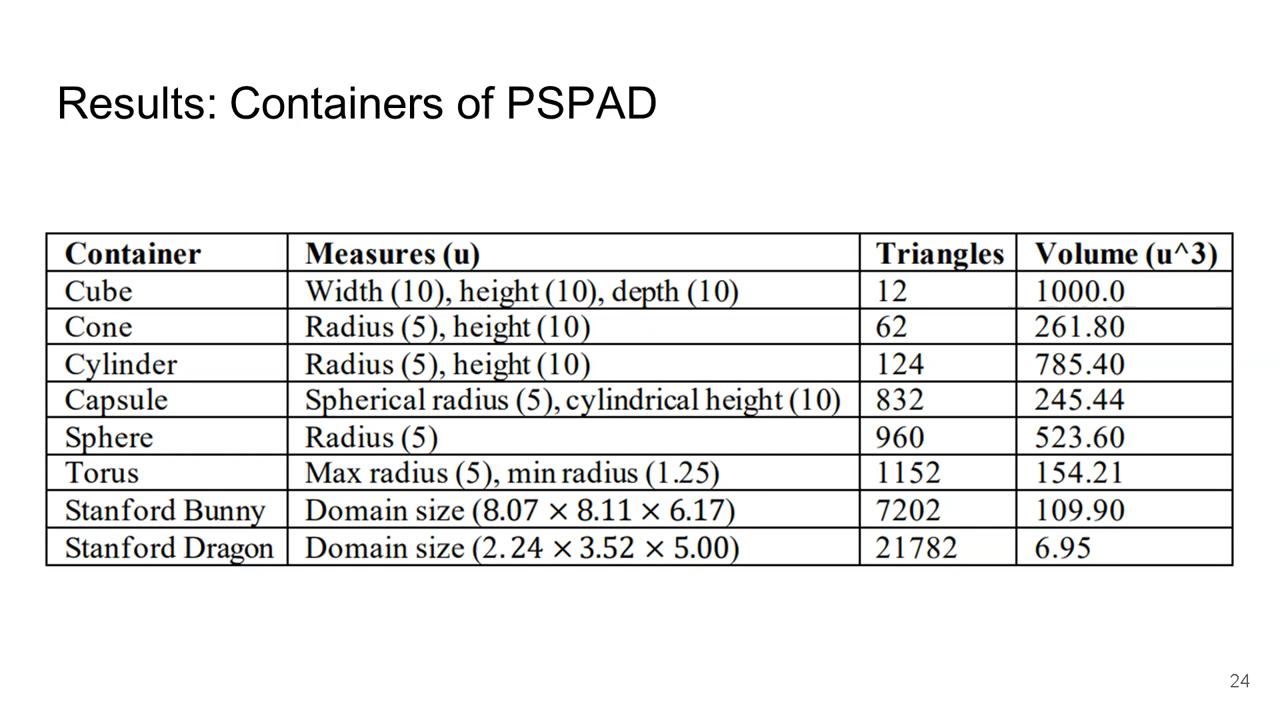 Results: Containers of PSPAD
Container Measures (u) Triangles Volume (u^3)
Cube Width (10), height (10), depth (10) 12 1000.0
Cone Radius (5), height (10) 62 261.80
Cylinder Radius (5), height (10) 124 785.40
Capsule Spherical radius (5), cylindrical height (10) 832 245.44
Sphere Radius (5) 960 523.60
Torus Max radius (5), min radius (1.25) 1152 154.21
Stanford Bunny Domain size (8.07 × 8.11 × 6.17) 7202 109.90
Stanford Dragon Domain size (2.24 × 3.52 × 5.00) 21782 6.95
24